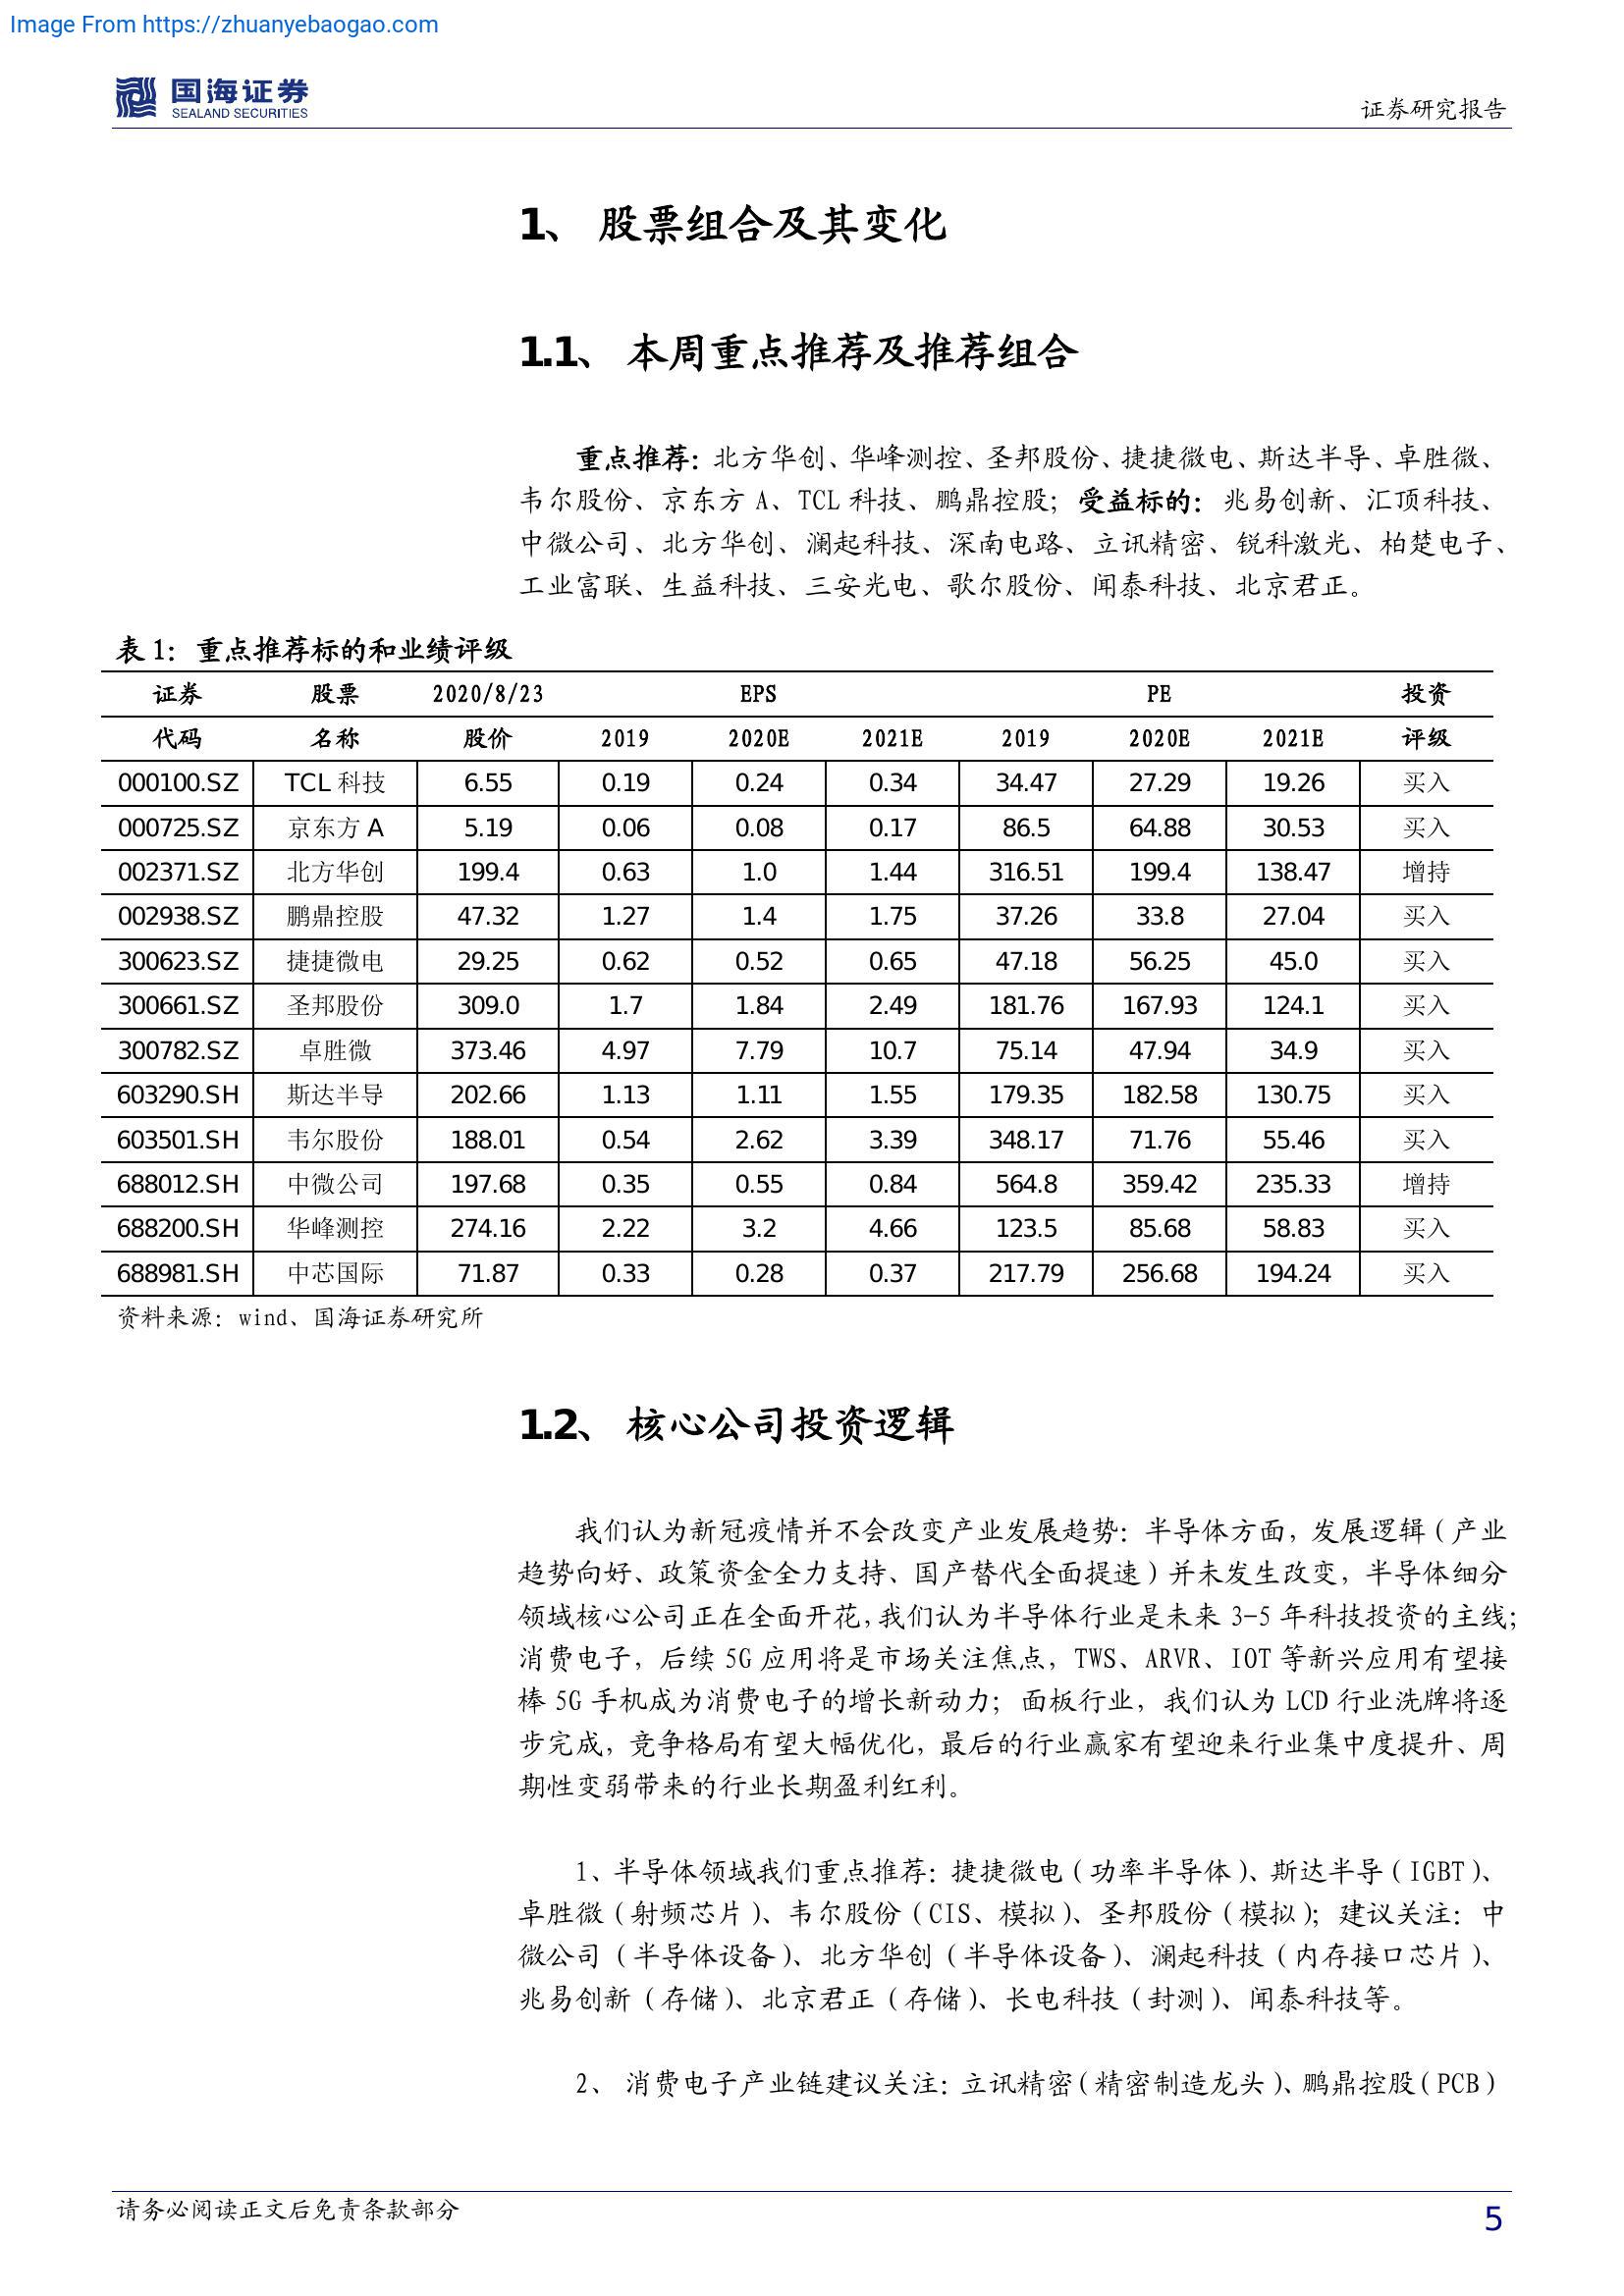 Image From https://zhuanyebaogao.com
国海证券
SEALAND SECURITIES
证券研究报告
1、 股票组合及其变化
1.1、 本周重点推荐及推荐组合
重点推荐：北方华创、华峰测控、圣邦股份、捷捷微电、斯达半导、卓胜微、
韦尔股份、京东方 A、TCL 科技、鹏鼎控股；受益标的：兆易创新、汇顶科技、
中微公司、北方华创、澜起科技、深南电路、立讯精密、锐科激光、柏楚电子、
工业富联、生益科技、三安光电、歌尔股份、闻泰科技、北京君正。
表 1：重点推荐标的和业绩评级
证券 股票 2020/8/23 EPS PE 投资
代码 名称 股价 2019 2020E 2021E 2019 2020E 2021E 评级
000100.SZ TCL 科技 6.55 0.19 0.24 0.34 34.47 27.29 19.26 买入
000725.SZ 京东方 A 5.19 0.06 0.08 0.17 86.5 64.88 30.53 买入
002371.SZ 北方华创 199.4 0.63 1.0 1.44 316.51 199.4 138.47 增持
002938.SZ 鹏鼎控股 47.32 1.27 1.4 1.75 37.26 33.8 27.04 买入
300623.SZ 捷捷微电 29.25 0.62 0.52 0.65 47.18 56.25 45.0 买入
300661.SZ 圣邦股份 309.0 1.7 1.84 2.49 181.76 167.93 124.1 买入
300782.SZ 卓胜微 373.46 4.97 7.79 10.7 75.14 47.94 34.9 买入
603290.SH 斯达半导 202.66 1.13 1.11 1.55 179.35 182.58 130.75 买入
603501.SH 韦尔股份 188.01 0.54 2.62 3.39 348.17 71.76 55.46 买入
688012.SH 中微公司 197.68 0.35 0.55 0.84 564.8 359.42 235.33 增持
688200.SH 华峰测控 274.16 2.22 3.2 4.66 123.5 85.68 58.83 买入
688981.SH 中芯国际 71.87 0.33 0.28 0.37 217.79 256.68 194.24 买入
资料来源：wind、国海证券研究所
1.2、 核心公司投资逻辑
我们认为新冠疫情并不会改变产业发展趋势：半导体方面，发展逻辑（产业
趋势向好、政策资金全力支持、国产替代全面提速）并未发生改变，半导体细分
领域核心公司正在全面开花，我们认为半导体行业是未来 3-5 年科技投资的主线；
消费电子，后续 5G 应用将是市场关注焦点，TWS、ARVR、IOT 等新兴应用有望接
棒 5G 手机成为消费电子的增长新动力；面板行业，我们认为 LCD 行业洗牌将逐
步完成，竞争格局有望大幅优化，最后的行业赢家有望迎来行业集中度提升、周
期性变弱带来的行业长期盈利红利。
1、半导体领域我们重点推荐：捷捷微电（功率半导体）、斯达半导（IGBT）、
卓胜微（射频芯片）、韦尔股份（CIS、模拟）、圣邦股份（模拟）；建议关注：中
微公司（半导体设备）、北方华创（半导体设备）、澜起科技（内存接口芯片）、
兆易创新（存储）、北京君正（存储）、长电科技（封测）、闻泰科技等。
2、 消费电子产业链建议关注：立讯精密（精密制造龙头）、鹏鼎控股（PCB）
请务必阅读正文后免责条款部分
5